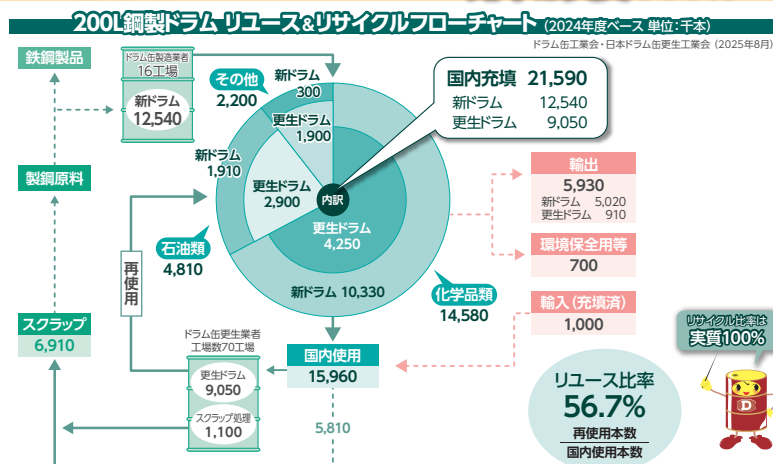 200L鋼製ドラム リユース&リサイクルフローチャート (2024年度ベース 単位:千本)
ドラム缶工業会・日本ドラム缶更生工業会 (2025年8月)
鉄鋼製品
製鋼原料
スクラップ
6,910
ドラム缶製造業者
16工場
新ドラム
12,540
その他
2,200
新ドラム
300
更生ドラム
1,900
新ドラム
1,910
更生ドラム
2,900
石油類
4,810
内訳
更生ドラム
4,250
新ドラム 10,330
化学品類
14,580
国内充填 21,590
新ドラム 12,540
更生ドラム 9,050
輸出
5,930
新ドラム 5,020
更生ドラム 910
環境保全用等
700
輸入(充填済)
1,000
再使用
ドラム缶更生業者
工場数70工場
更生ドラム
9,050
スクラップ処理
1,100
国内使用
15,960
5,810
リユース比率
56.7%
再使用本数
国内使用本数
リサイクル比率は
実質100%
D